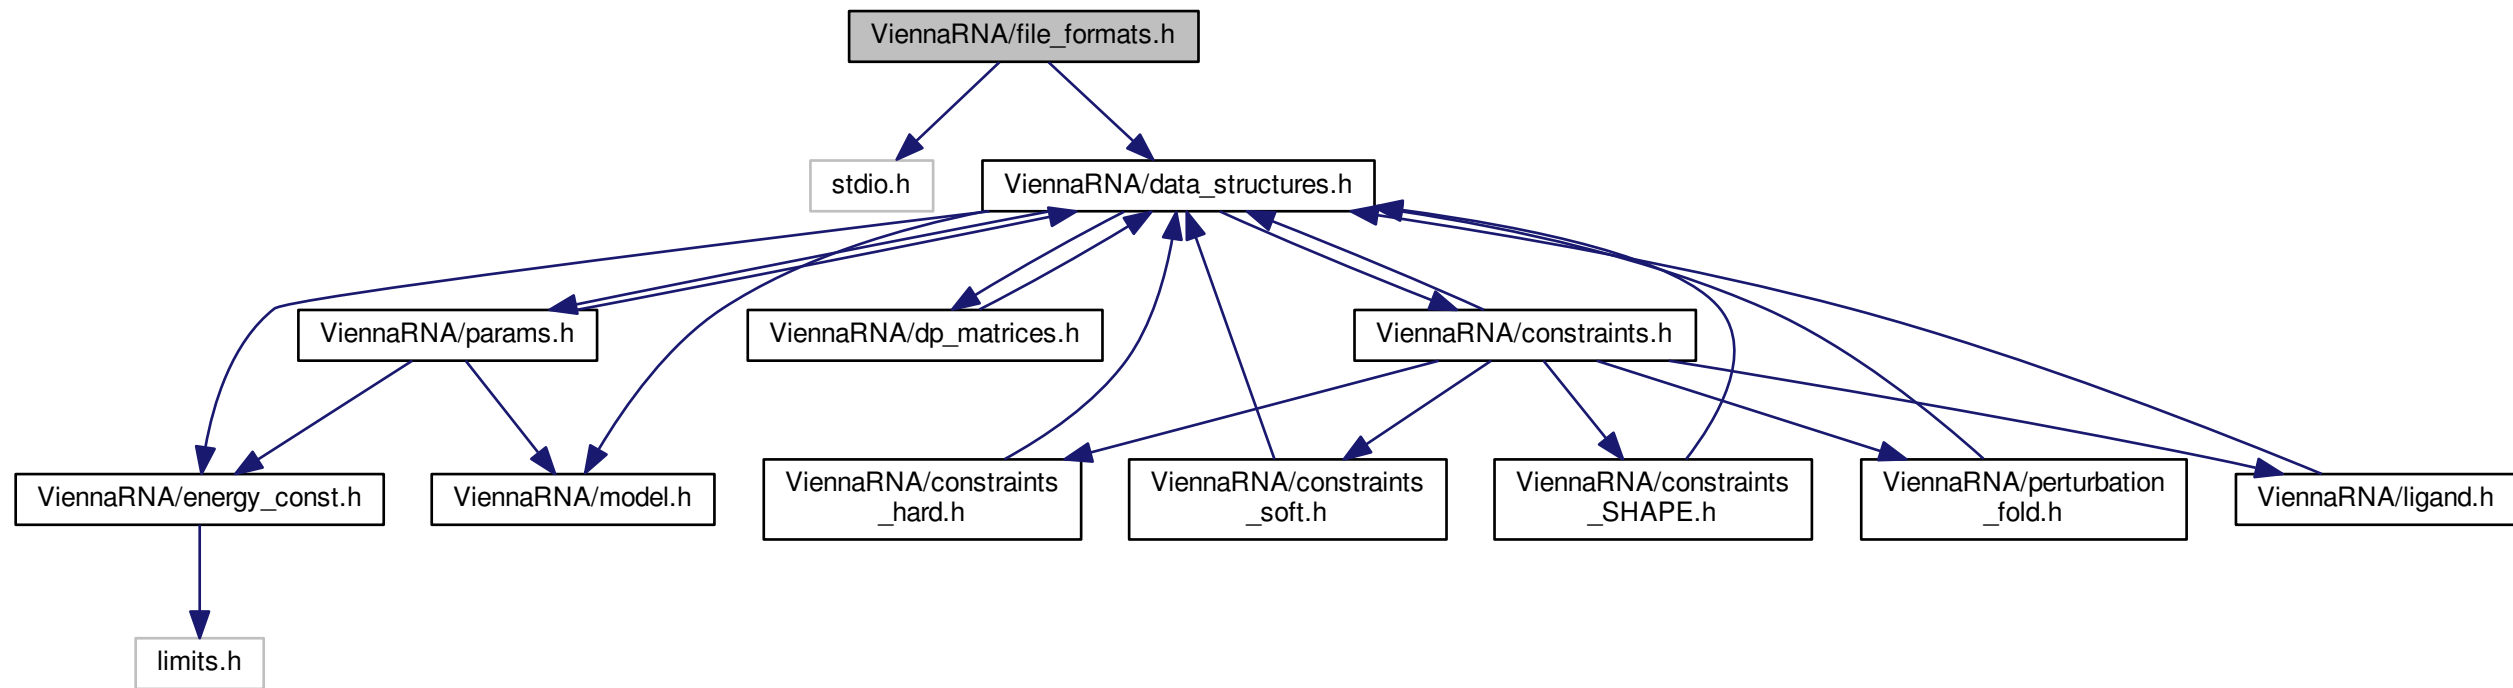 ViennaRNA/file_formats.h
stdio.h
ViennaRNA/data_structures.h
ViennaRNA/params.h
ViennaRNA/dp_matrices.h
ViennaRNA/constraints.h
ViennaRNA/energy_const.h
ViennaRNA/model.h
ViennaRNA/constraints
_hard.h
ViennaRNA/constraints
_soft.h
ViennaRNA/constraints
_SHAPE.h
ViennaRNA/perturbation
_fold.h
ViennaRNA/ligand.h
limits.h